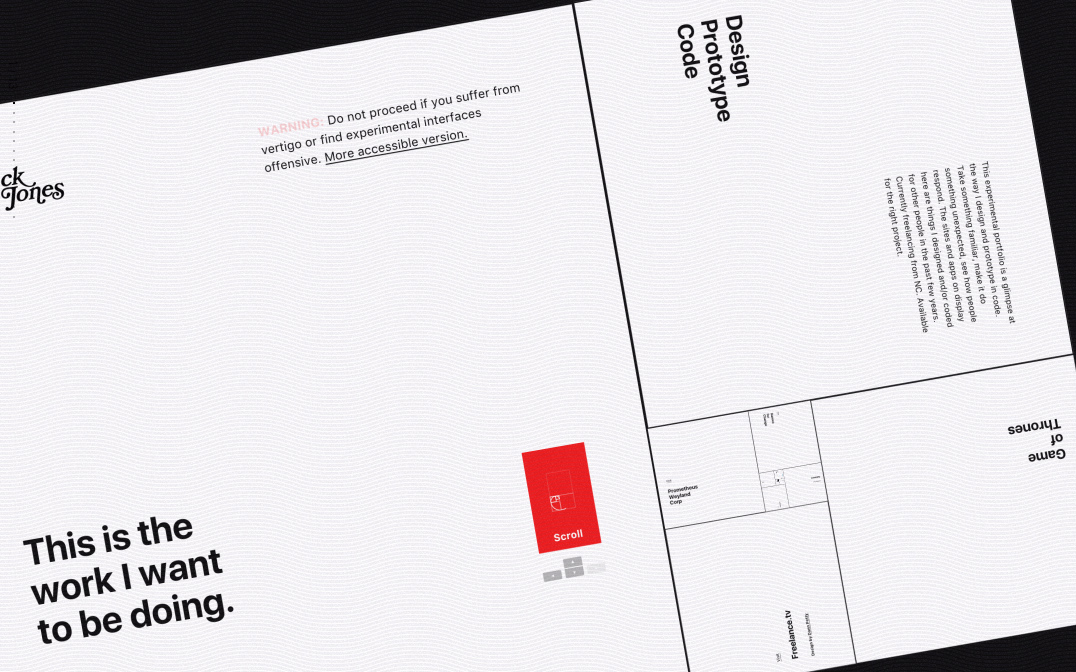 ck
Jones
WARNING: Do not proceed if you suffer from
vertigo or find experimental interfaces
offensive. More accessible version.
This is the
work I want
to be doing.
Scroll
Design
Prototype
Code
This experimental portfolio is a glimpse at
the way I design and prototype in code.
Take something familiar, make it do
something unexpected, see how people
respond. The sites and apps on display
here are things I designed and/or coded
for other people in the past few years.
Currently freelancing from NC. Available
for the right project.
Game
of
Thrones
Prometheus
Weyland
Corp
Freelance.tv